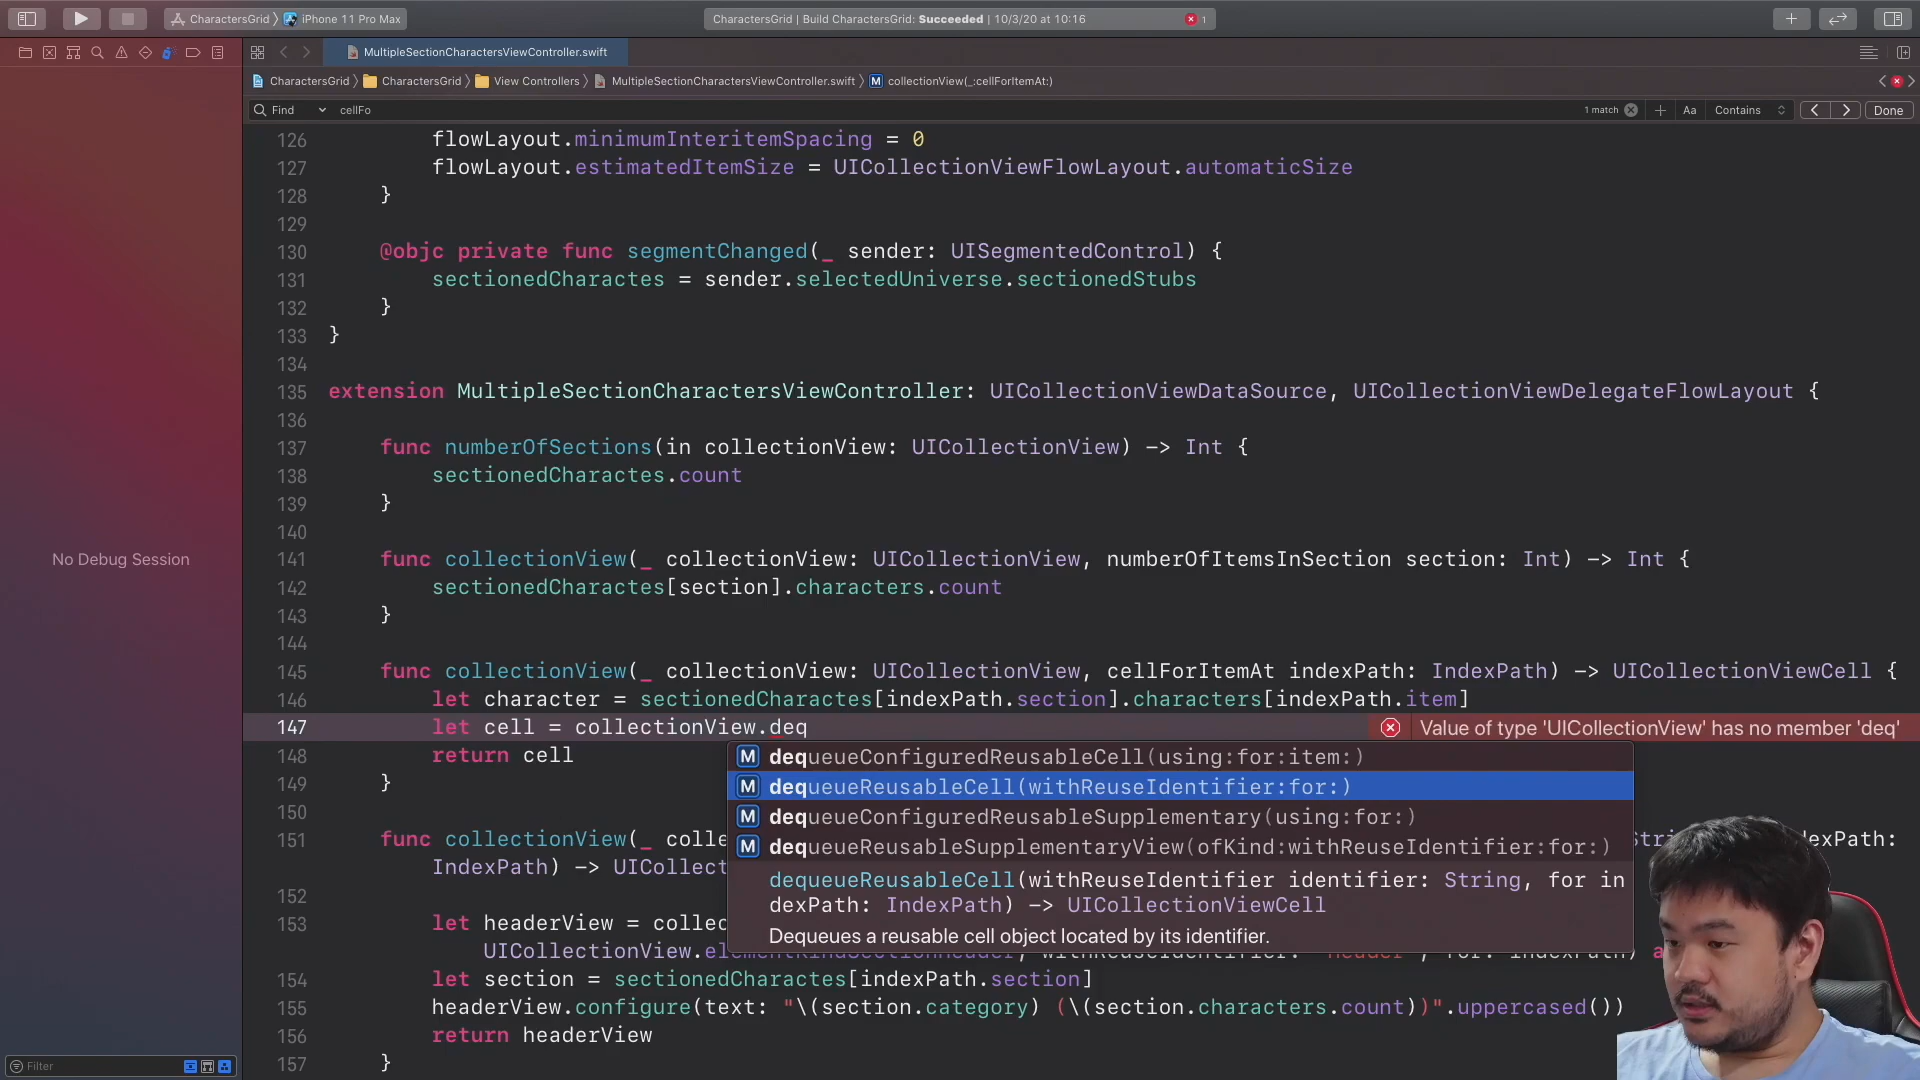 CharactersGrid 〉 iPhone 11 Pro Max
CharactersGrid | Build CharactersGrid: Succeeded | 10/3/20 at 10:16
1
MultipleSectionCharactersViewController.swift
CharactersGrid 〉 CharactersGrid 〉 View Controllers 〉 MultipleSectionCharactersViewController.swift 〉 M collectionView(_:cellForItemAt:)
Find cellFo 1 match Aa Contains Done
126 flowLayout.minimumInteritemSpacing = 0
127 flowLayout.estimatedItemSize = UICollectionViewFlowLayout.automaticSize
128 }
129
130 @objc private func segmentChanged(_ sender: UISegmentedControl) {
131 sectionedCharactes = sender.selectedUniverse.sectionedStubs
132 }
133 }
134
135 extension MultipleSectionCharactersViewController: UICollectionViewDataSource, UICollectionViewDelegateFlowLayout {
136
137 func numberOfSections(in collectionView: UICollectionView) -> Int {
138 sectionedCharactes.count
139 }
140
No Debug Session
141 func collectionView(_ collectionView: UICollectionView, numberOfItemsInSection section: Int) -> Int {
142 sectionedCharactes[section].characters.count
143 }
144
145 func collectionView(_ collectionView: UICollectionView, cellForItemAt indexPath: IndexPath) -> UICollectionViewCell {
146 let character = sectionedCharactes[indexPath.section].characters[indexPath.item]
147 let cell = collectionView.deq Value of type 'UICollectionView' has no member 'deq'
148 return cell
M dequeueConfiguredReusableCell(using:for:item:)
149 }
M dequeueReusableCell(withReuseIdentifier:for:)
150
M dequeueConfiguredReusableSupplementary(using:for:)
151 func collectionView(_
M dequeueReusableSupplementaryView(ofKind:withReuseIdentifier:for:)
IndexPath) ->
dequeueReusableCell(withReuseIdentifier identifier: String, for in
dexPath: IndexPath) -> UICollectionViewCell
Dequeues a reusable cell object located by its identifier.
152
153 let headerView =
UICollectionView.elementKindSectionHeader,
154 let section = sectionedCharactes[indexPath.section]
155 headerView.configure(text: "\(section.category) (\(section.characters.count))".uppercased())
156 return headerView
157 }
Filter